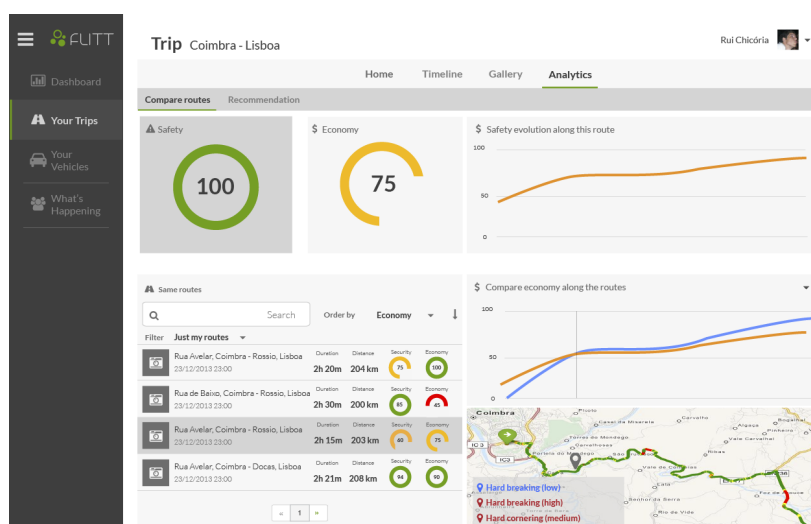 FLITT
Trip Coimbra - Lisboa
Rui Chicória
Dashboard
Your Trips
Your
Vehicles
What's
Happening
Home Timeline Gallery Analytics
Compare routes Recommendation
Safety
100
$ Economy
75
$ Safety evolution along this route
100
50
0
Same routes
Search
Order by Economy
Filter Just my routes
Rua Avelar, Coimbra - Rossio, Lisboa
23/12/2013 23:00
Duration Distance Security Economy
2h 20m 204 km 75 100
Rua de Baixo, Coimbra - Rossio, Lisboa
23/12/2013 23:00
Duration Distance Security Economy
2h 30m 200 km 85 45
Rua Avelar, Coimbra - Rossio, Lisboa
23/12/2013 23:00
Duration Distance Security Economy
2h 15m 203 km 60 75
Rua Avelar, Coimbra - Docas, Lisboa
23/12/2013 23:00
Duration Distance Security Economy
2h 21m 208 km 94 90
« 1 »
$ Compare economy along the routes
100
50
0
Coimbra
Carvalho
Ribas
IC3
IC3
Rio de Vide
Hard breaking (low)
Hard breaking (high)
Hard cornering (medium)